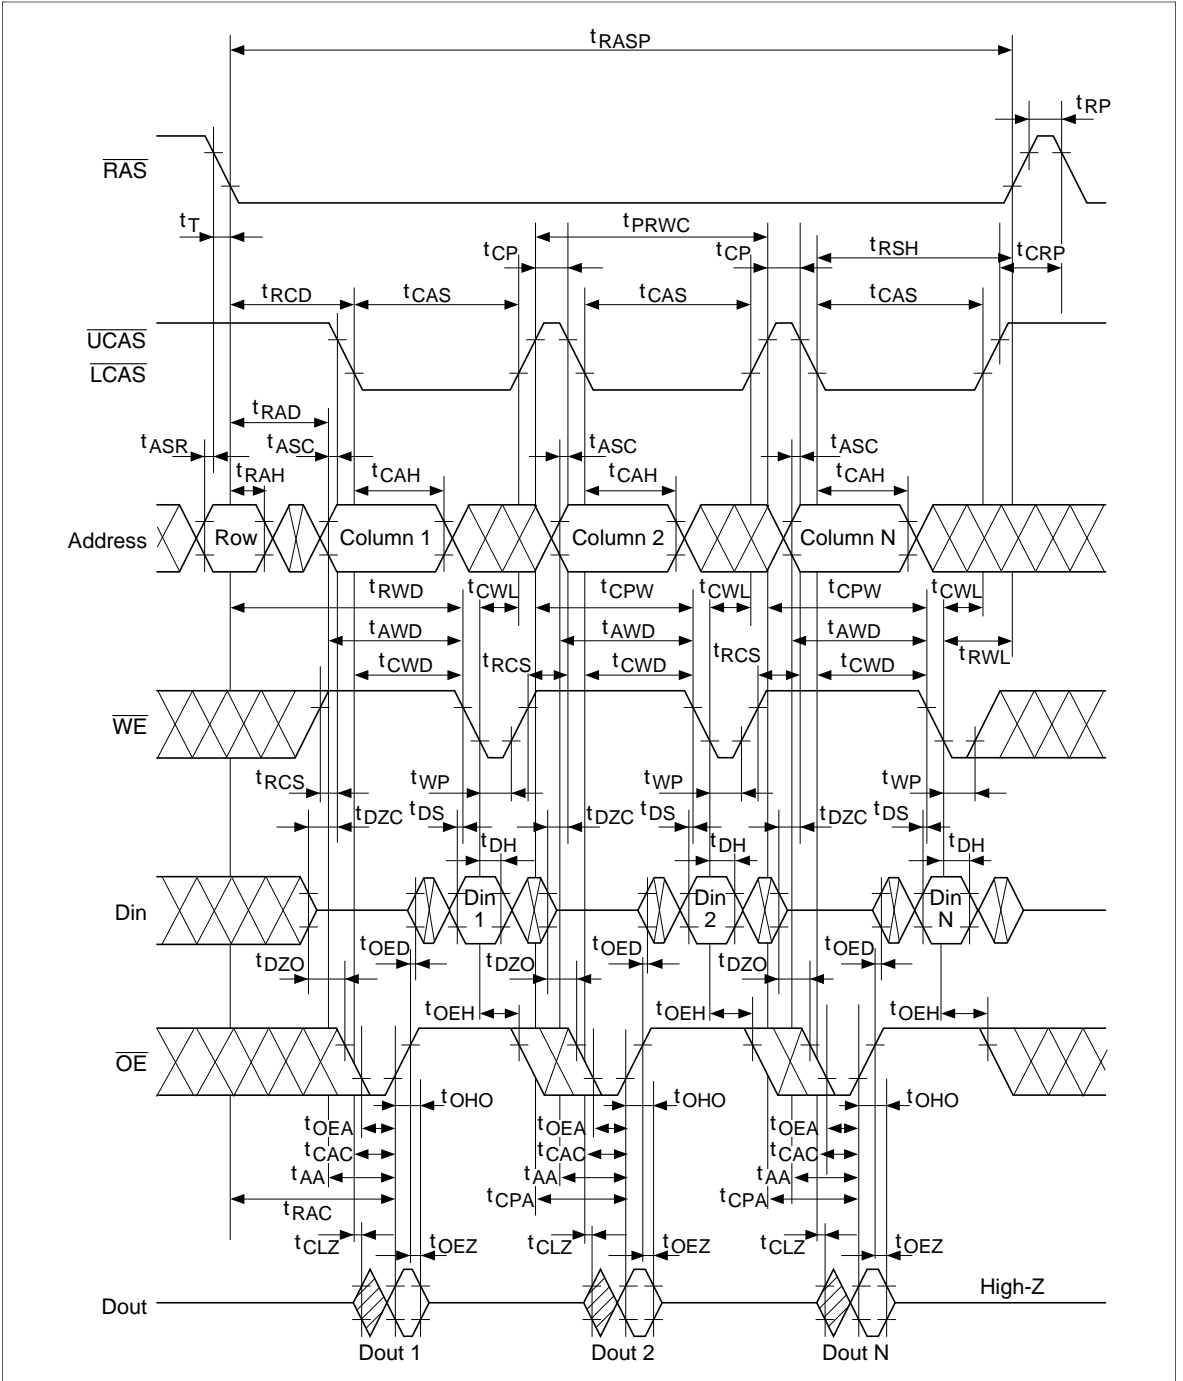 tRASP
tRP
RAS
tT
tPRWC
tCP
tCP
tRSH
tCRP
tRCD
tCAS
tCAS
tCAS
UCAS
LCAS
tRAD
tASR
tASC
tASC
tASC
tRAH
tCAH
tCAH
tCAH
Address
Row
Column 1
Column 2
Column N
tRWD
tCWL
tCPW
tCWL
tCPW
tCWL
tAWD
tAWD
tAWD
tRWL
tCWD
tRCS
tCWD
tRCS
tCWD
WE
tRCS
tWP
tWP
tWP
tDZC
tDS
tDZC
tDS
tDZC
tDS
tDH
tDH
tDH
Din
Din 1
Din 2
Din N
tOED
tOED
tOED
tDZO
tDZO
tDZO
tOEH
tOEH
tOEH
OE
tOHO
tOHO
tOHO
tOEA
tOEA
tOEA
tCAC
tCAC
tCAC
tAA
tAA
tAA
tRAC
tCPA
tCPA
tCLZ
tOEZ
tCLZ
tOEZ
tCLZ
tOEZ
High-Z
Dout
Dout 1
Dout 2
Dout N